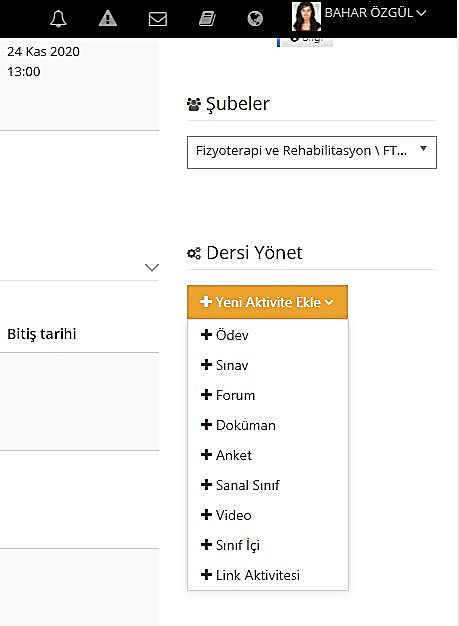 BAHAR ÖZGÜL
24 Kas 2020
13:00
Bilgi
Şubeler
Fizyoterapi ve Rehabilitasyon \ FT...
Dersi Yönet
Yeni Aktivite Ekle
Bitiş tarihi
Ödev
Sınav
Forum
Doküman
Anket
Sanal Sınıf
Video
Sınıf İçi
Link Aktivitesi